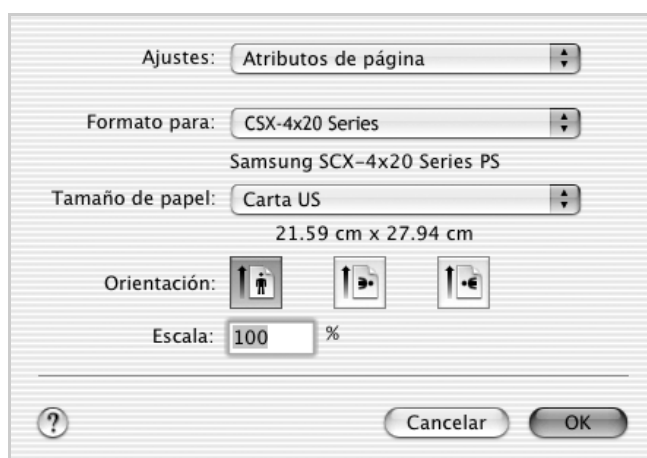 Ajustes: Atributos de página
Formato para: CSX-4x20 Series
Samsung SCX-4x20 Series PS
Tamaño de papel: Carta US
21.59 cm x 27.94 cm
Orientación:
Escala: 100 %
? Cancelar OK